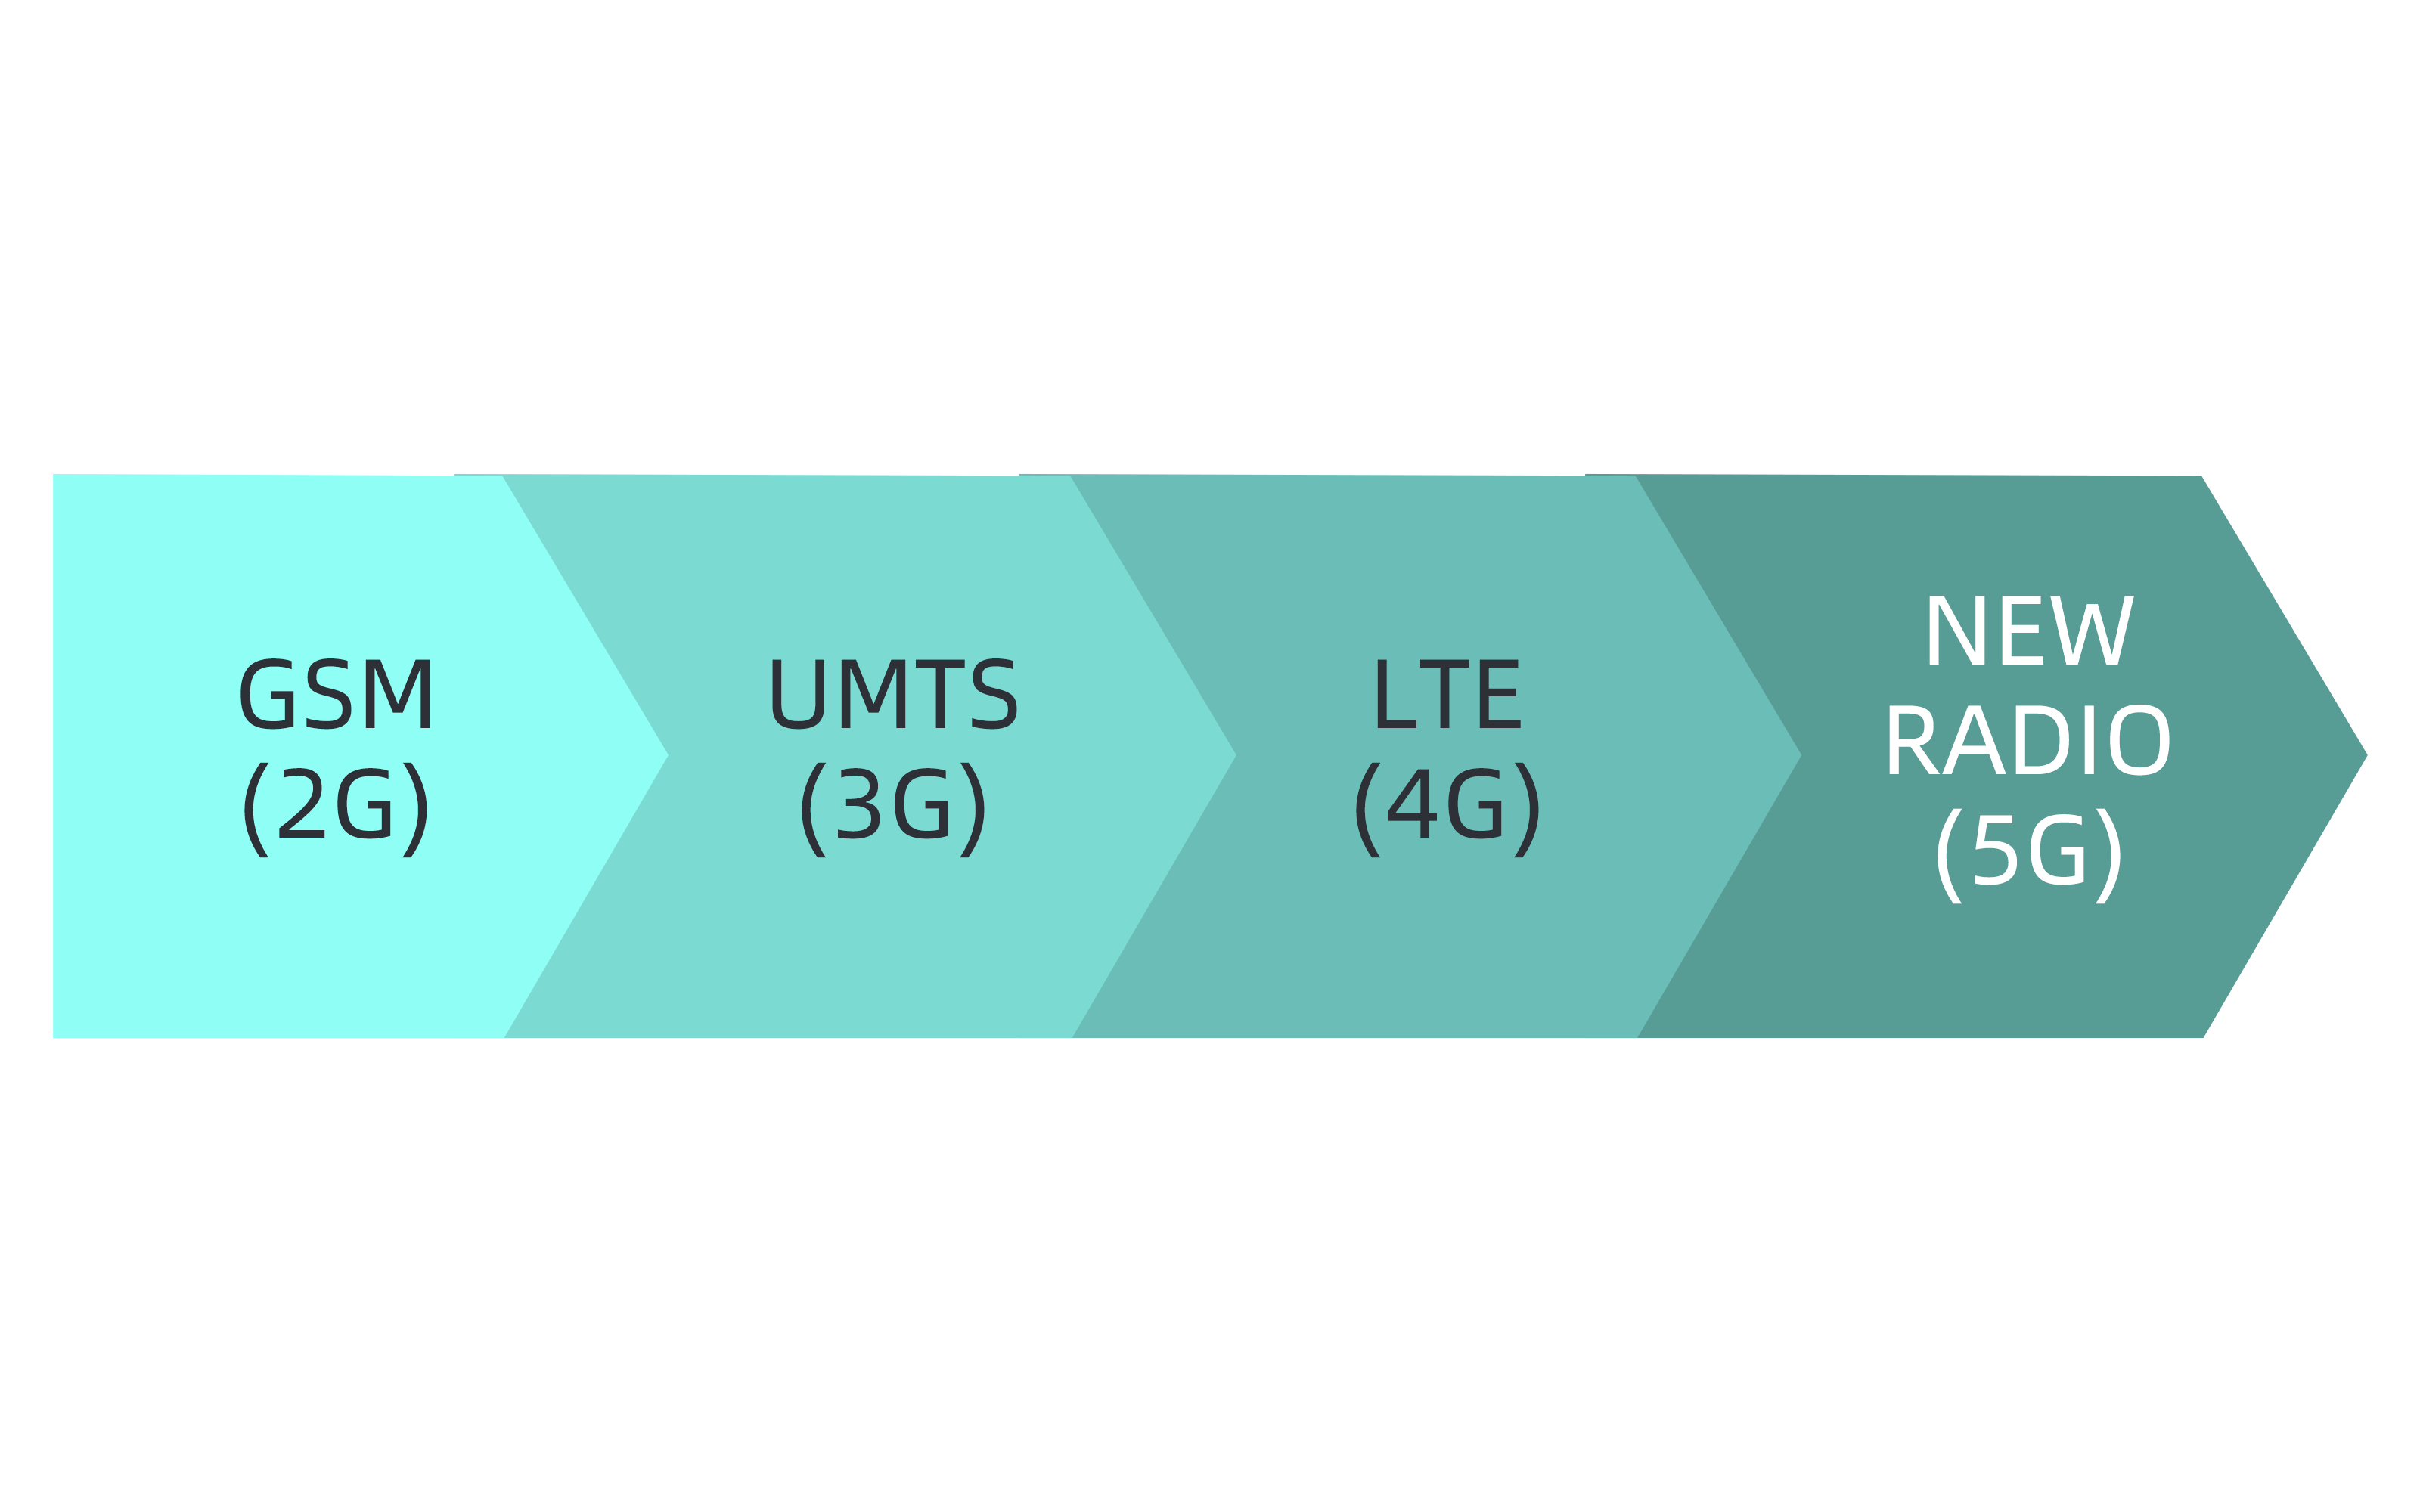 GSM
(2G)
UMTS
(3G)
LTE
(4G)
NEW
RADIO
(5G)